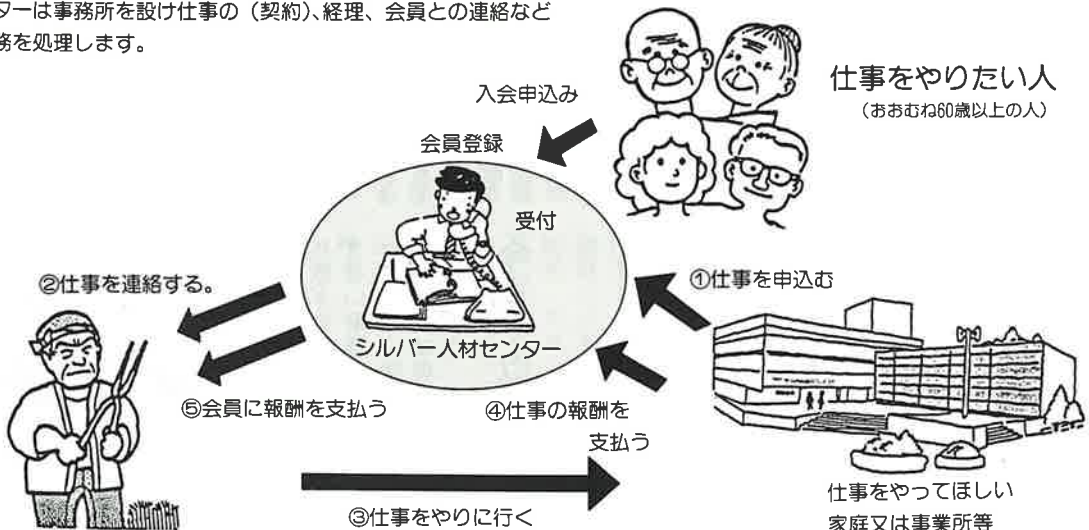 ターは事務所を設け仕事の（契約）､経理、会員との連絡など
務を処理します。
仕事をやりたい人
（おおむね60歳以上の人）
入会申込み
会員登録
受付
シルバー人材センター
①仕事を申込む
②仕事を連絡する。
⑤会員に報酬を支払う
④仕事の報酬を
支払う
③仕事をやりに行く
仕事をやってほしい
家庭又は事業所等